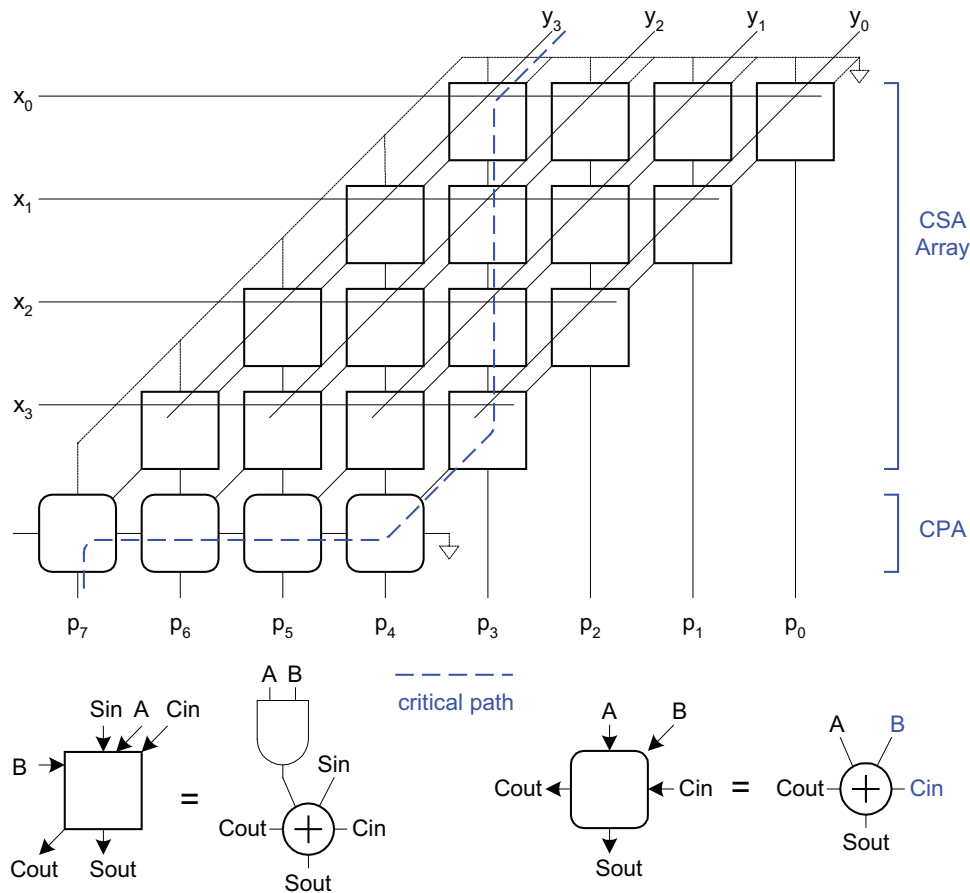 y₃ y₂ y₁ y₀
x₀
x₁
x₂
x₃
CSA
Array
CPA
p₇ p₆ p₅ p₄ p₃ p₂ p₁ p₀
critical path
Sin A Cin
B
Cout Sout
=
A B
Sin
Cout + Cin
Sout
A B
Cout Cin
Sout
=
A B
Cout + Cin
Sout